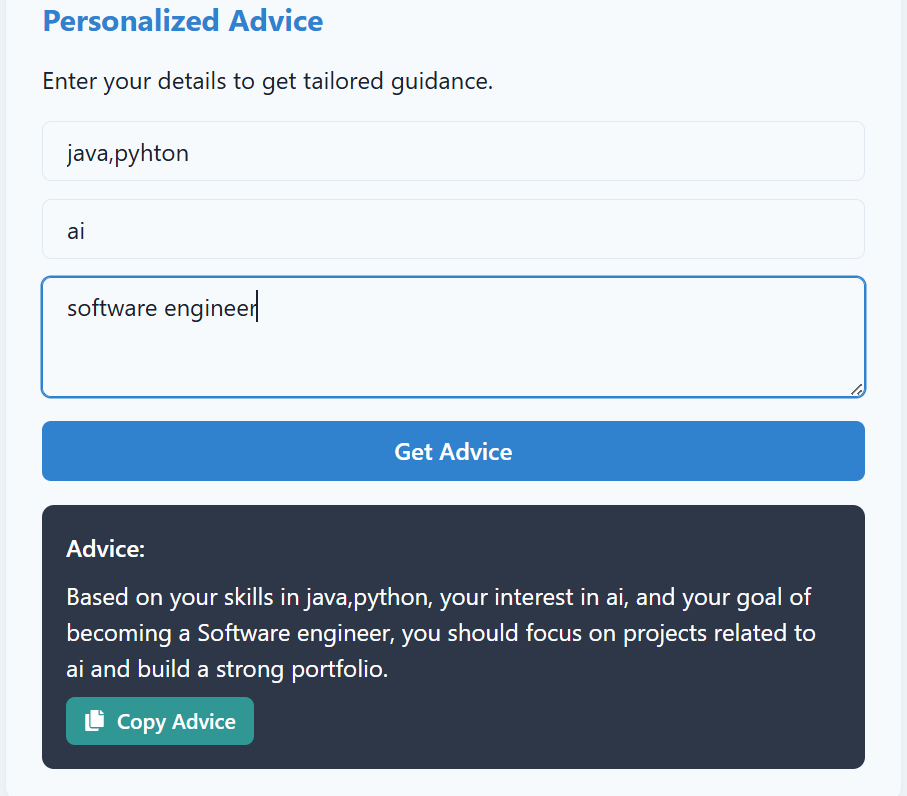 Personalized Advice
Enter your details to get tailored guidance.
java,pyhton
ai
software engineer
Get Advice
Advice:
Based on your skills in java,python, your interest in ai, and your goal of
becoming a Software engineer, you should focus on projects related to
ai and build a strong portfolio.
Copy Advice